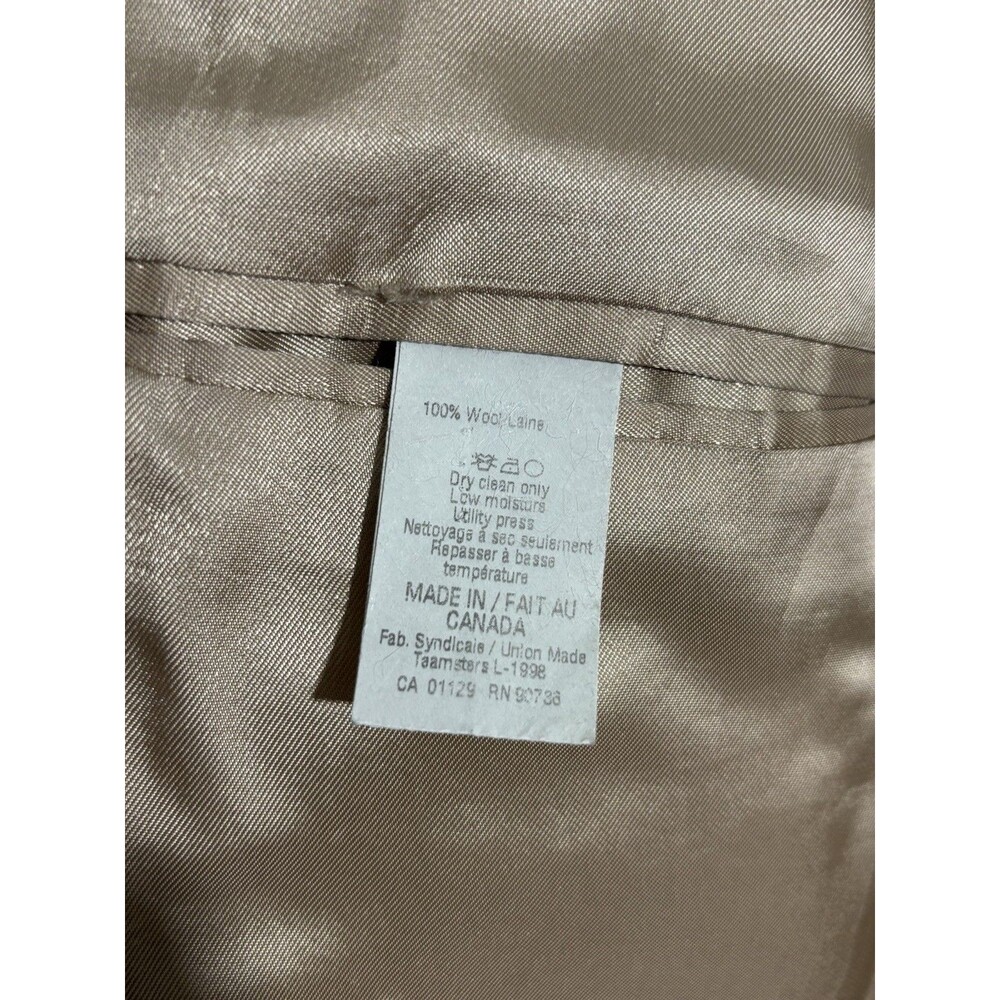 100% Wool Laine
Dry clean only
Low moisture
Utility press
Nettoyage à sec seulement
Repasser à basse
température
MADE IN / FAIT AU
CANADA
Fab. Syndicale / Union Made
Teamsters L-1998
CA 01129 RN 90736